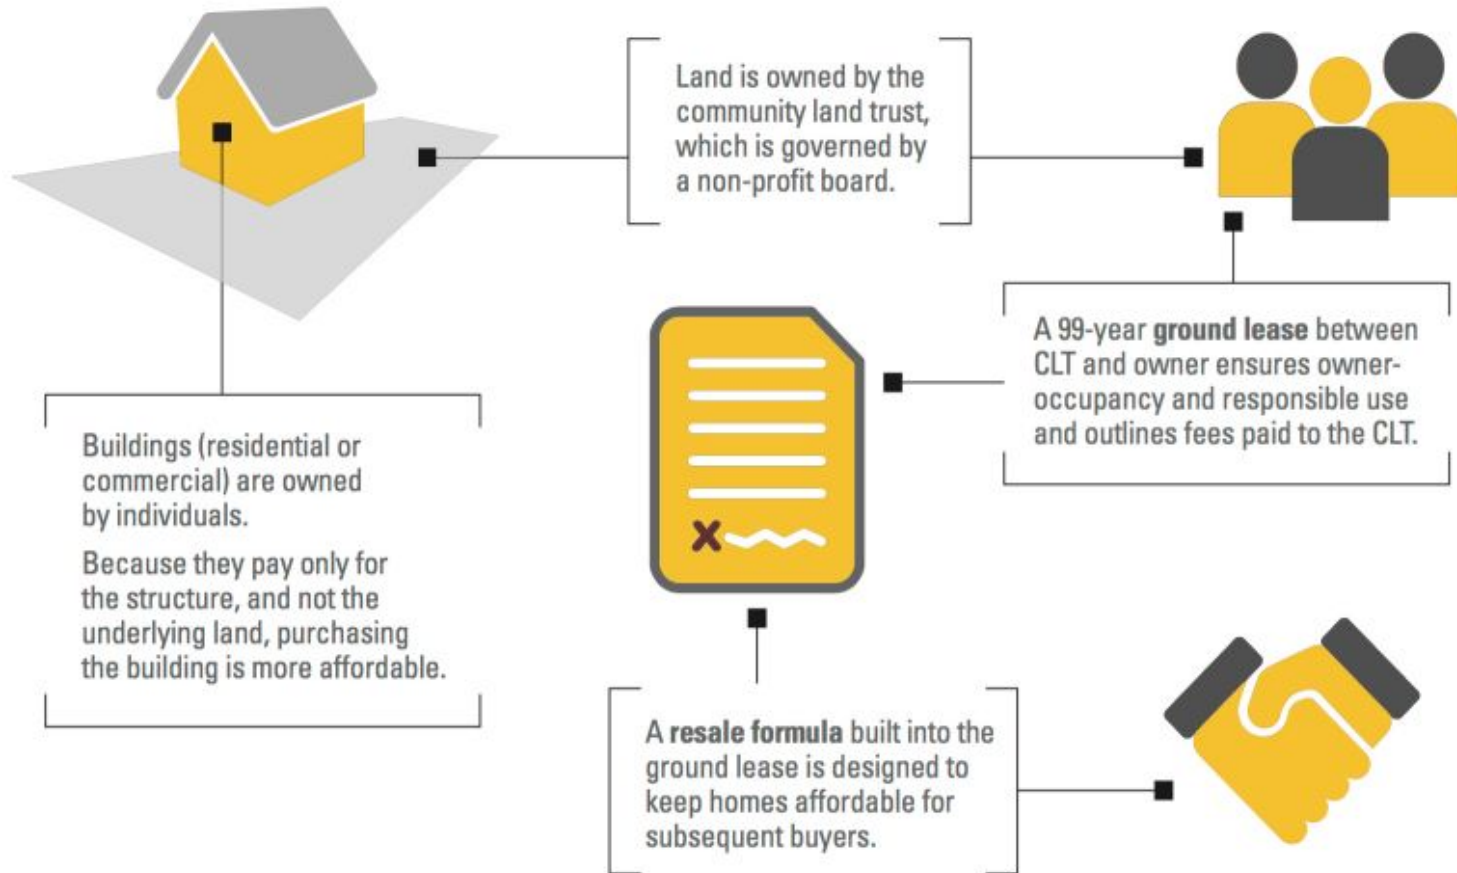 Land is owned by the
community land trust,
which is governed by
a non-profit board.
A 99-year ground lease between
CLT and owner ensures owner-
occupancy and responsible use
and outlines fees paid to the CLT.
Buildings (residential or
commercial) are owned
by individuals.
Because they pay only for
the structure, and not the
underlying land, purchasing
the building is more affordable.
A resale formula built into the
ground lease is designed to
keep homes affordable for
subsequent buyers.